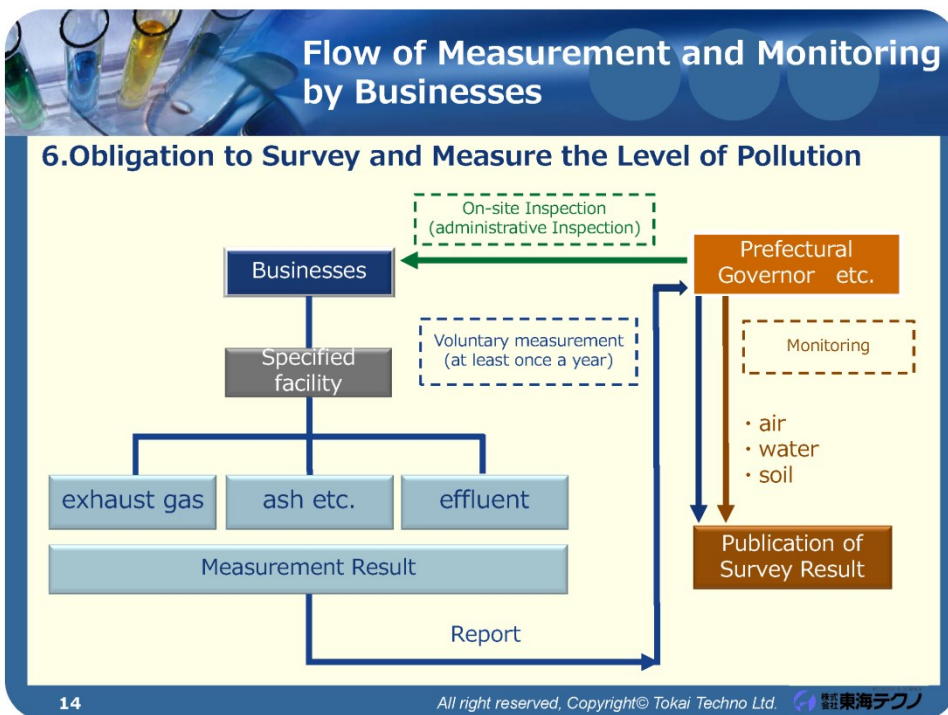 Flow of Measurement and Monitoring
by Businesses
6.Obligation to Survey and Measure the Level of Pollution
On-site Inspection
(administrative Inspection)
Businesses
Prefectural
Governor etc.
Voluntary measurement
(at least once a year)
Monitoring
Specified
facility
・air
・water
・soil
exhaust gas
ash etc.
effluent
Measurement Result
Publication of
Survey Result
Report
14
All right reserved, Copyright© Tokai Techno Ltd.
株式会社東海テクノ